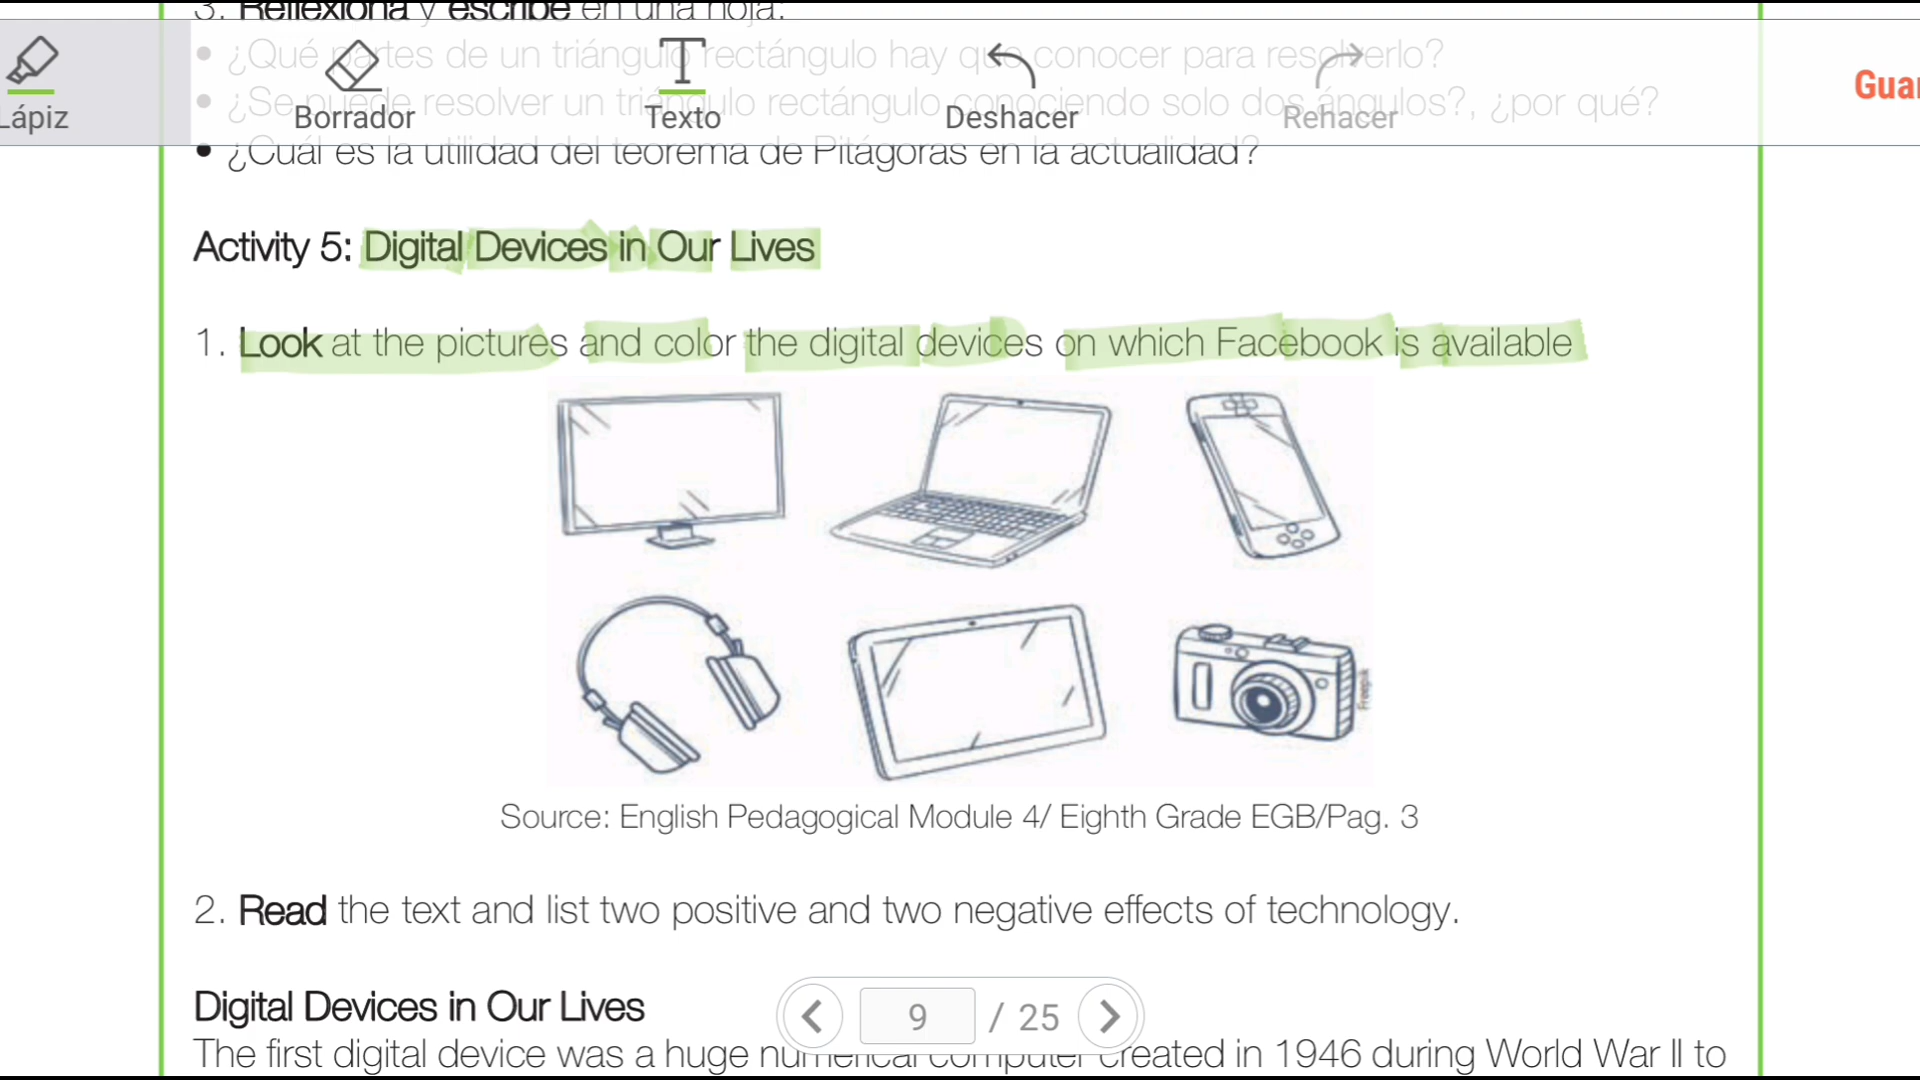 3. Reflexiona y escribe en una hoja:
• ¿Qué partes de un triángulo rectángulo hay que conocer para resolverlo?
• ¿Se puede resolver un triángulo rectángulo conociendo solo dos ángulos?, ¿por qué?
Lápiz
Borrador
Texto
Deshacer
Rehacer
• ¿Cuál es la utilidad del teorema de Pitágoras en la actualidad?
Activity 5: Digital Devices in Our Lives
1. Look at the pictures and color the digital devices on which Facebook is available
Freepik
Source: English Pedagogical Module 4/ Eighth Grade EGB/Pag. 3
2. Read the text and list two positive and two negative effects of technology.
Digital Devices in Our Lives
9 / 25
The first digital device was a huge numerical computer created in 1946 during World War II to